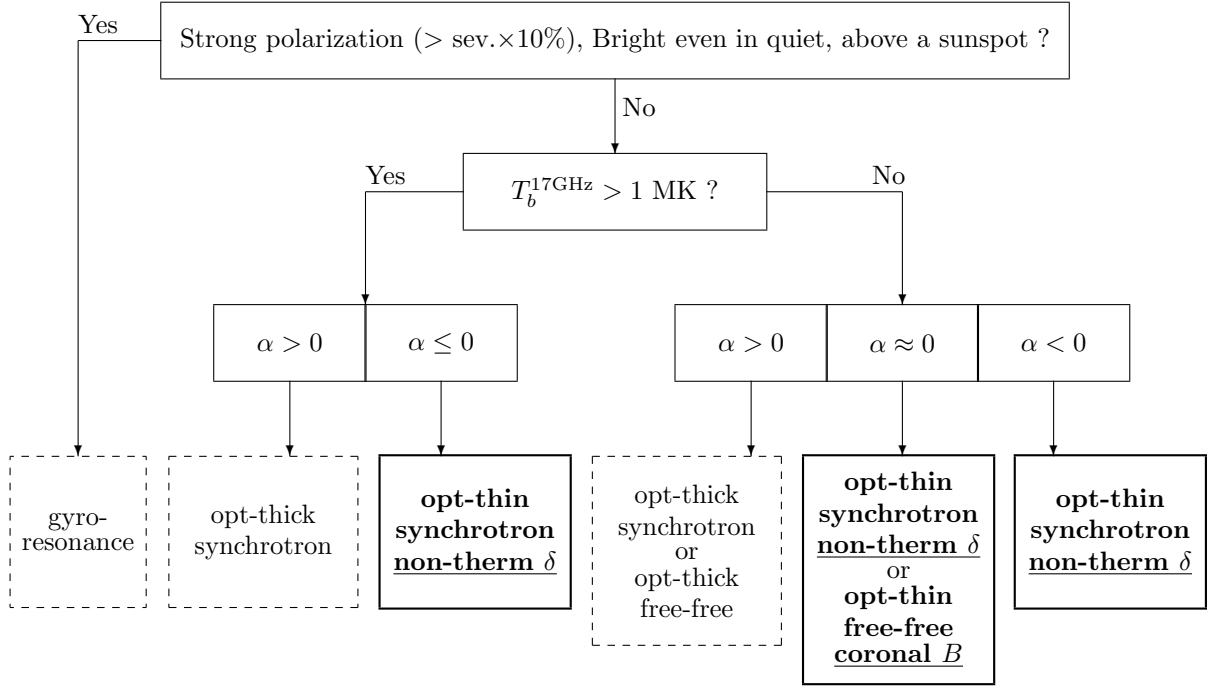 Yes
Strong polarization (> sev.×10%), Bright even in quiet, above a sunspot ?
No
Yes
T_b^{17GHz} > 1 MK ?
No
α > 0
α ≤ 0
α > 0
α ≈ 0
α < 0
gyro-
resonance
opt-thick
synchrotron
opt-thin
synchrotron
non-therm δ
opt-thick
synchrotron
or
opt-thick
free-free
opt-thin
synchrotron
non-therm δ
or
opt-thin
free-free
coronal B
opt-thin
synchrotron
non-therm δ